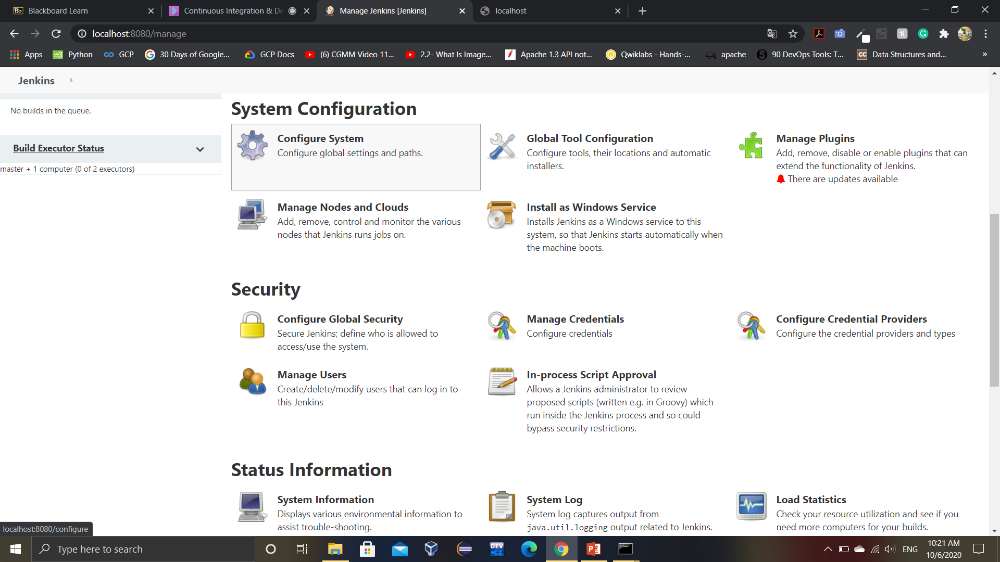 Blackboard Learn
Continuous Integration & De
Manage Jenkins [Jenkins]
localhost
localhost:8080/manage
Apps
Python
GCP
30 Days of Google...
GCP Docs
(6) CGMM Video 11...
2.2- What Is Image...
Apache 1.3 API not...
Qwiklabs - Hands-...
apache
90 DevOps Tools: T...
Data Structures and...
»
Jenkins
No builds in the queue.
Build Executor Status
master + 1 computer (0 of 2 executors)
System Configuration
Configure System
Configure global settings and paths.
Global Tool Configuration
Configure tools, their locations and automatic
installers.
Manage Plugins
Add, remove, disable or enable plugins that can
extend the functionality of Jenkins.
There are updates available
Manage Nodes and Clouds
Add, remove, control and monitor the various
nodes that Jenkins runs jobs on.
Install as Windows Service
Installs Jenkins as a Windows service to this
system, so that Jenkins starts automatically when
the machine boots.
Security
Configure Global Security
Secure Jenkins; define who is allowed to
access/use the system.
Manage Credentials
Configure credentials
Configure Credential Providers
Configure the credential providers and types
Manage Users
Create/delete/modify users that can log in to
this Jenkins
In-process Script Approval
Allows a Jenkins administrator to review
proposed scripts (written e.g. in Groovy) which
run inside the Jenkins process and so could
bypass security restrictions.
Status Information
System Information
Displays various environmental information to
assist trouble-shooting.
System Log
System log captures output from
java.util.logging output related to Jenkins.
Load Statistics
Check your resource utilization and see if you
need more computers for your builds.
localhost:8080/configure
Type here to search
ENG
10:21 AM
10/6/2020